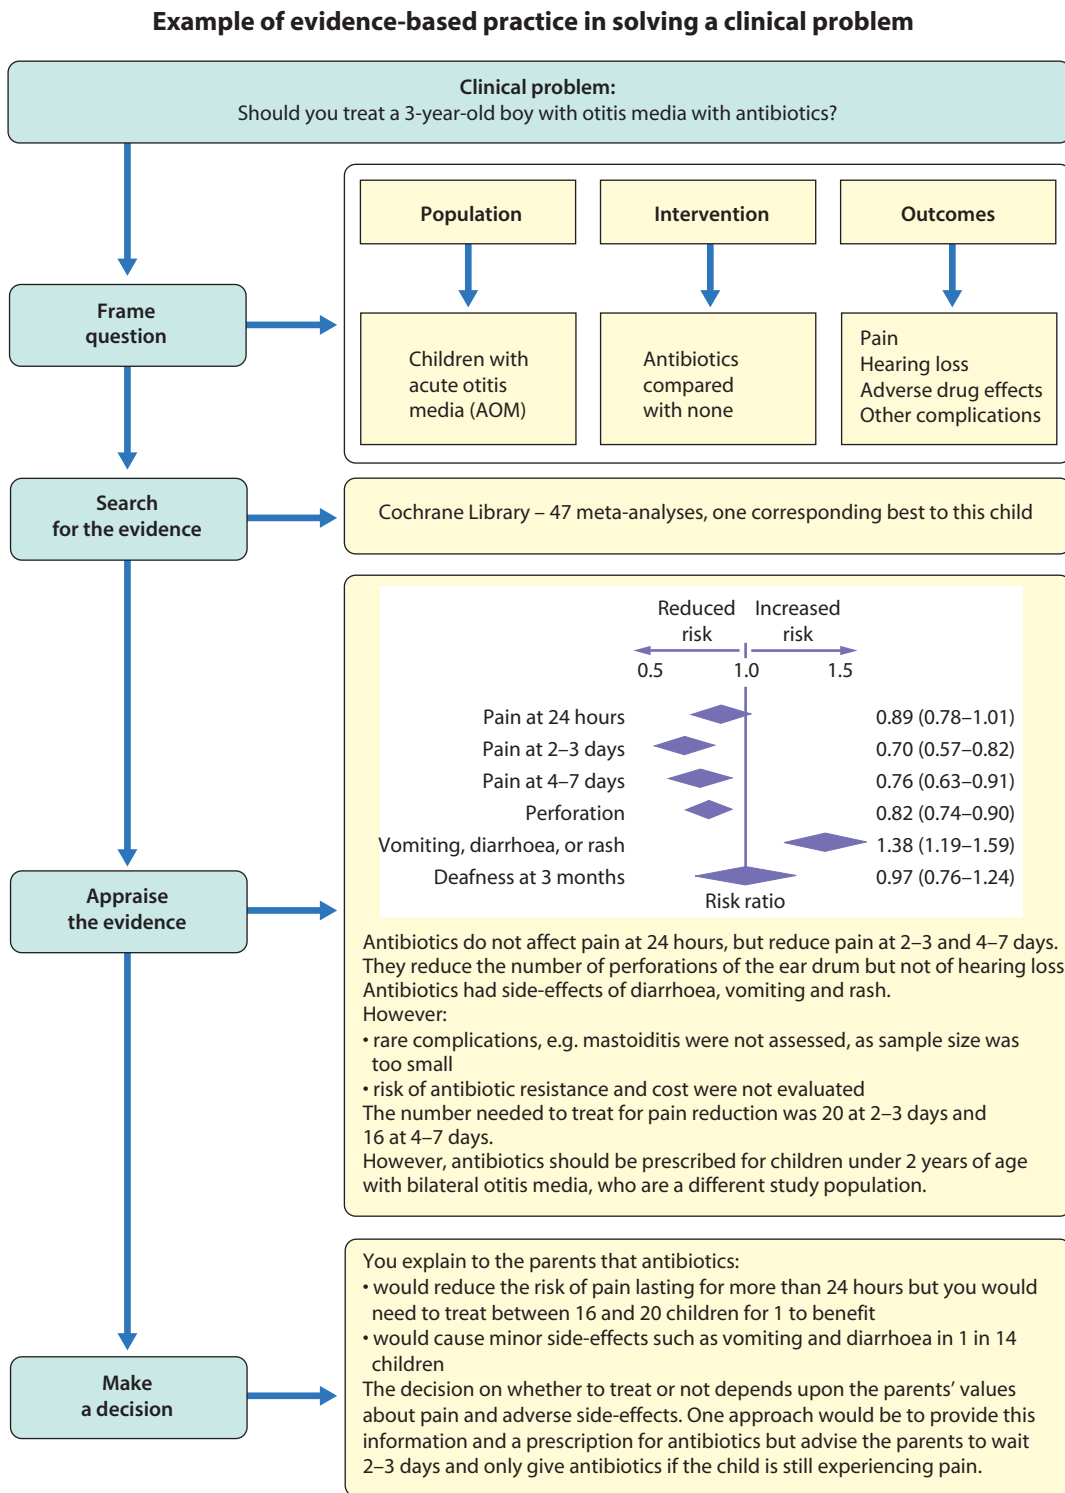 Example of evidence-based practice in solving a clinical problem
Clinical problem:
Should you treat a 3-year-old boy with otitis media with antibiotics?
Frame
question
Population
Intervention
Outcomes
Children with
acute otitis
media (AOM)
Antibiotics
compared
with none
Pain
Hearing loss
Adverse drug effects
Other complications
Search
for the evidence
Cochrane Library – 47 meta-analyses, one corresponding best to this child
Appraise
the evidence
Reduced
risk
Increased
risk
0.5 1.0 1.5
Pain at 24 hours 0.89 (0.78–1.01)
Pain at 2–3 days 0.70 (0.57–0.82)
Pain at 4–7 days 0.76 (0.63–0.91)
Perforation 0.82 (0.74–0.90)
Vomiting, diarrhoea, or rash 1.38 (1.19–1.59)
Deafness at 3 months 0.97 (0.76–1.24)
Risk ratio
Antibiotics do not affect pain at 24 hours, but reduce pain at 2–3 and 4–7 days.
They reduce the number of perforations of the ear drum but not of hearing loss
Antibiotics had side-effects of diarrhoea, vomiting and rash.
However:
• rare complications, e.g. mastoiditis were not assessed, as sample size was
too small
• risk of antibiotic resistance and cost were not evaluated
The number needed to treat for pain reduction was 20 at 2–3 days and
16 at 4–7 days.
However, antibiotics should be prescribed for children under 2 years of age
with bilateral otitis media, who are a different study population.
Make
a decision
You explain to the parents that antibiotics:
• would reduce the risk of pain lasting for more than 24 hours but you would
need to treat between 16 and 20 children for 1 to benefit
• would cause minor side-effects such as vomiting and diarrhoea in 1 in 14
children
The decision on whether to treat or not depends upon the parents’ values
about pain and adverse side-effects. One approach would be to provide this
information and a prescription for antibiotics but advise the parents to wait
2–3 days and only give antibiotics if the child is still experiencing pain.